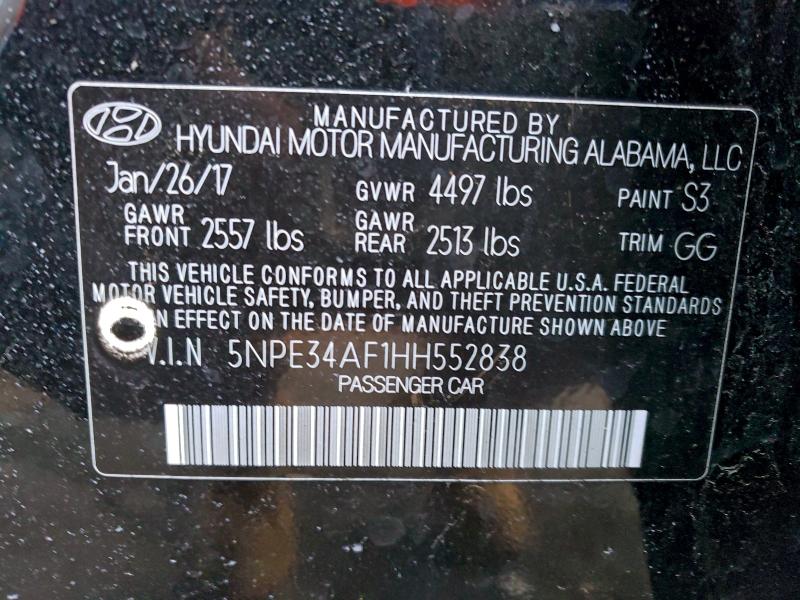 MANUFACTURED BY
HYUNDAI MOTOR MANUFACTURING ALABAMA, LLC
Jan/26/17 GVWR 4497 lbs PAINT S3
GAWR FRONT 2557 lbs GAWR REAR 2513 lbs TRIM GG
THIS VEHICLE CONFORMS TO ALL APPLICABLE U.S.A. FEDERAL
MOTOR VEHICLE SAFETY, BUMPER, AND THEFT PREVENTION STANDARDS
IN EFFECT ON THE DATE OF MANUFACTURE SHOWN ABOVE
V.I.N 5NPE34AF1HH552838
PASSENGER CAR